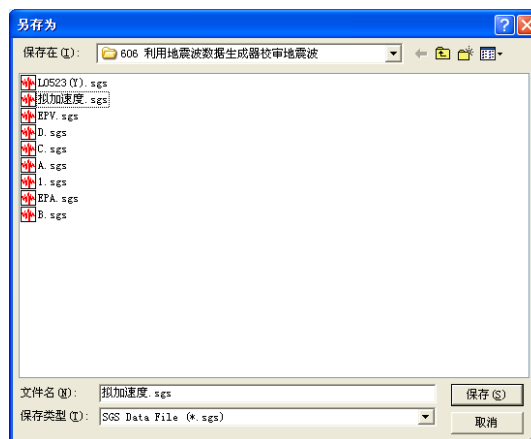 另存为
保存在(I):
606 利用地震波数据生成器校审地震波
L0523(Y).sgs
拟加速度.sgs
EPV.sgs
D.sgs
C.sgs
A.sgs
1.sgs
EPA.sgs
B.sgs
文件名(N):
拟加速度.sgs
保存(S)
保存类型(T):
SGS Data File (*.sgs)
取消